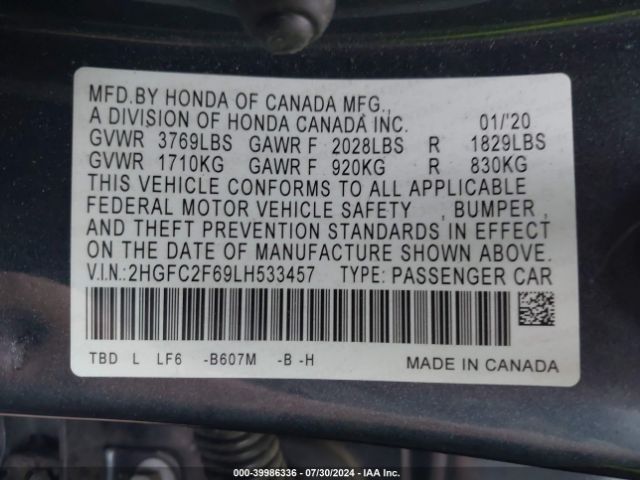 MFD.BY HONDA OF CANADA MFG.,
A DIVISION OF HONDA CANADA INC. 01/'20
GVWR 3769LBS GAWR F 2028LBS R 1829LBS
GVWR 1710KG GAWR F 920KG R 830KG
THIS VEHICLE CONFORMS TO ALL APPLICABLE
FEDERAL MOTOR VEHICLE SAFETY , BUMPER ,
AND THEFT PREVENTION STANDARDS IN EFFECT
ON THE DATE OF MANUFACTURE SHOWN ABOVE.
V.I.N.:2HGFC2F69LH533457 TYPE: PASSENGER CAR
TBD L LF6 -B607M -B -H MADE IN CANADA
000-39986336 / 07/30/2024 - IAA Inc.